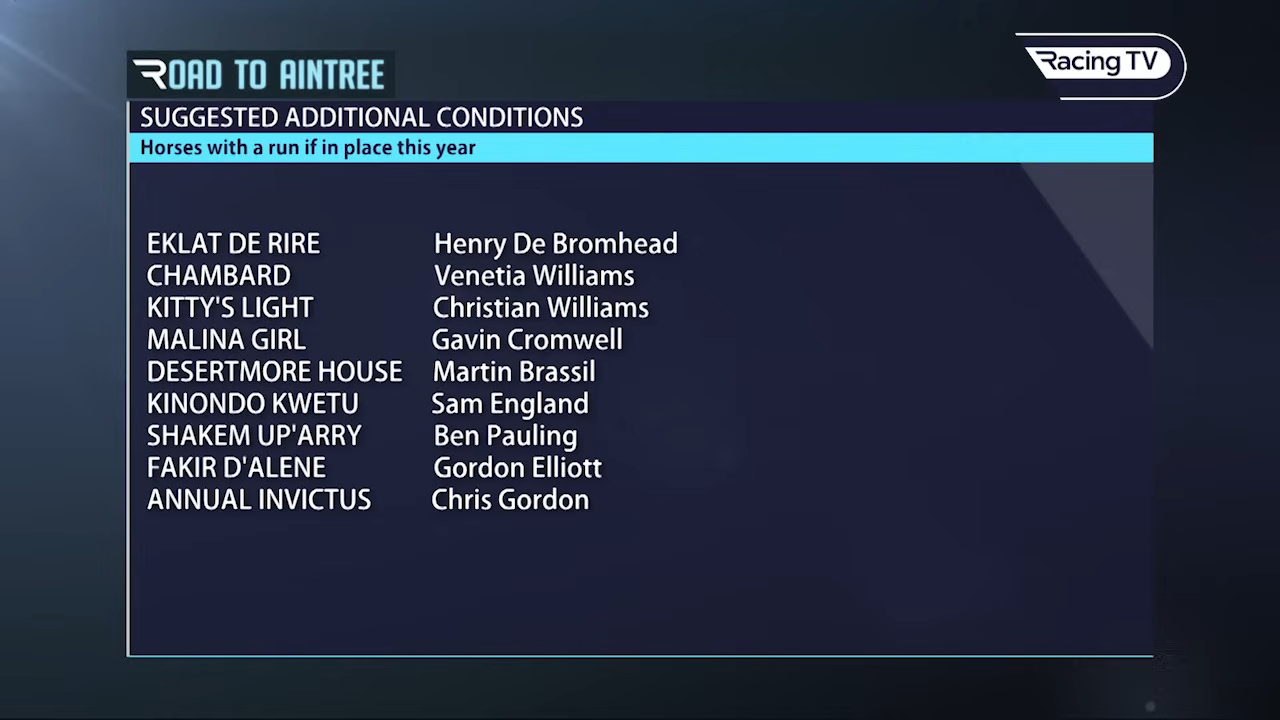 ROAD TO AINTREE
Racing TV
SUGGESTED ADDITIONAL CONDITIONS
Horses with a run if in place this year
EKLAT DE RIRE Henry De Bromhead
CHAMBARD Venetia Williams
KITTY'S LIGHT Christian Williams
MALINA GIRL Gavin Cromwell
DESERTMORE HOUSE Martin Brassil
KINONDO KWETU Sam England
SHAKEM UP'ARRY Ben Pauling
FAKIR D'ALENE Gordon Elliott
ANNUAL INVICTUS Chris Gordon